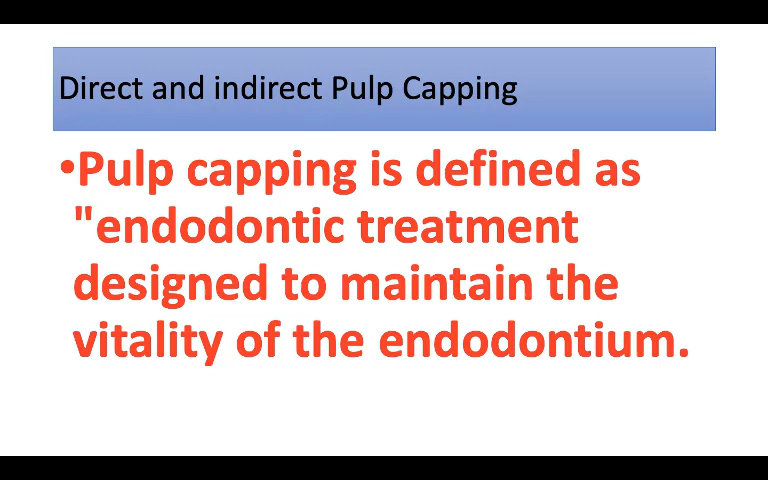 Direct and indirect Pulp Capping
•Pulp capping is defined as
"endodontic treatment
designed to maintain the
vitality of the endodontium.